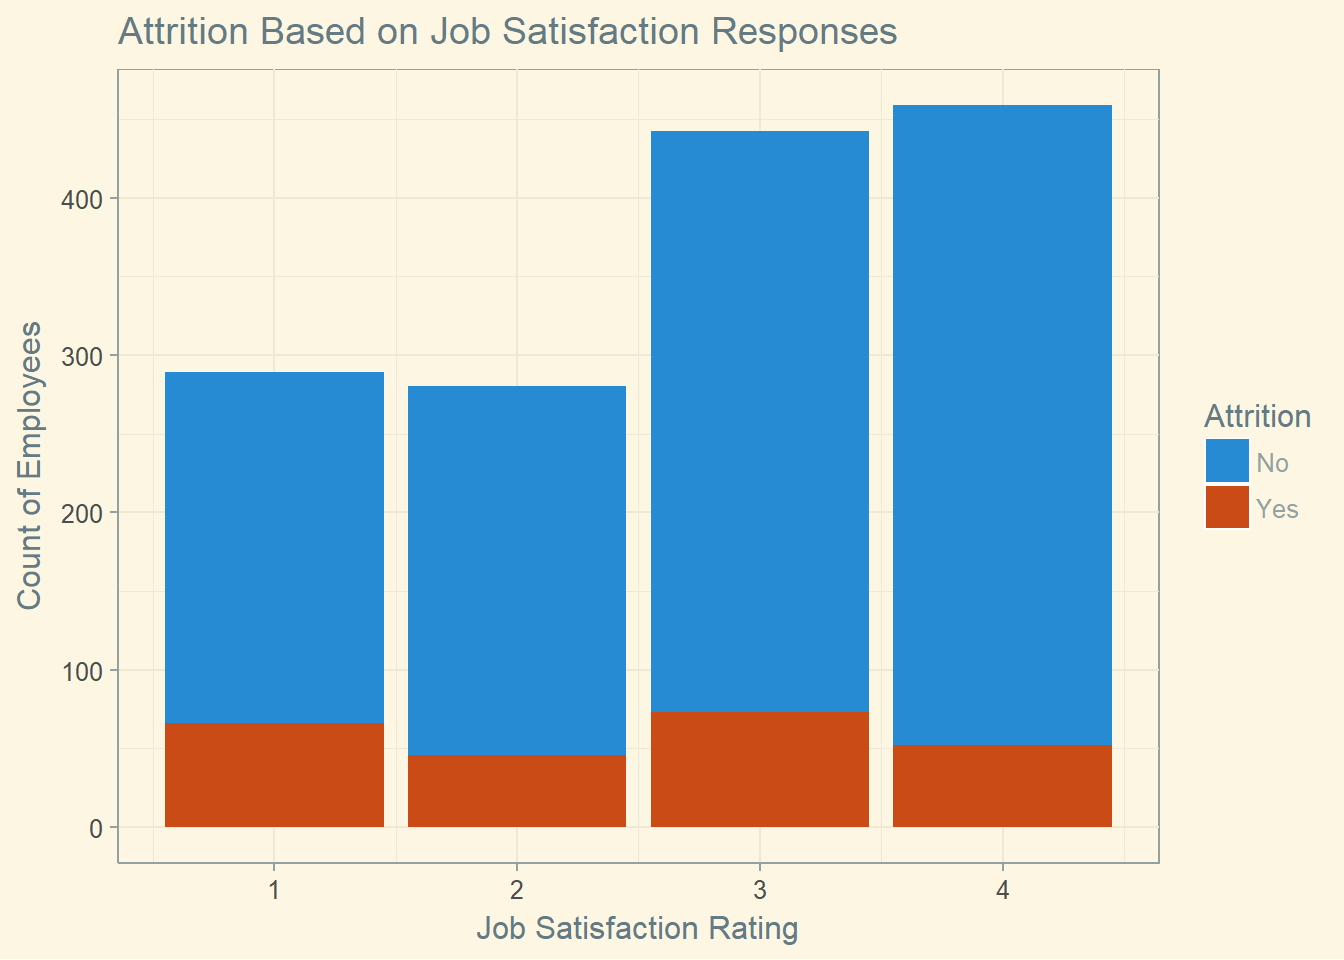 Attrition Based on Job Satisfaction Responses
Count of Employees
400
300
200
100
0
1 2 3 4
Job Satisfaction Rating
Attrition
No
Yes